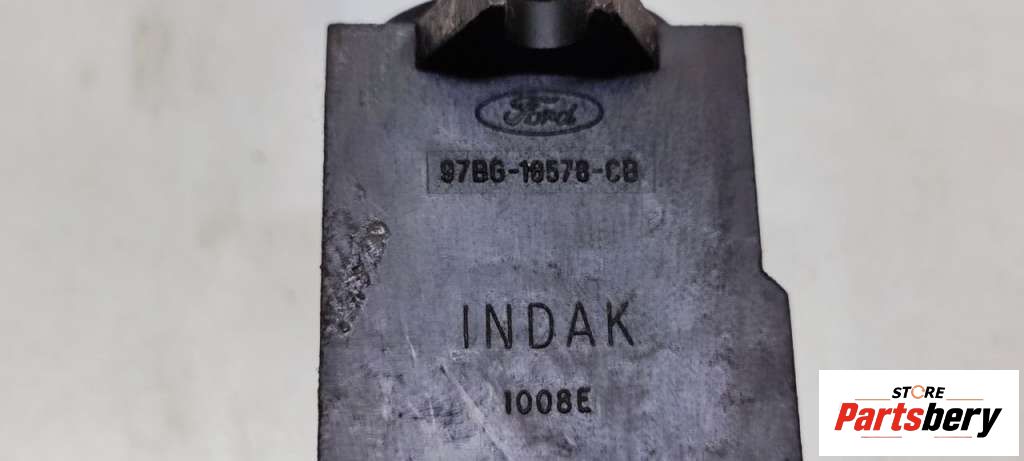 Ford
97BG-18578-CB
INDAK
1008E
STORE
Partsbery